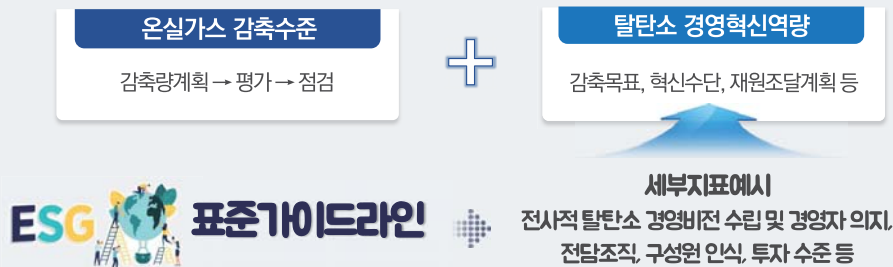 온실가스 감축수준
감축량계획 → 평가 → 점검
+
탈탄소 경영혁신역량
감축목표, 혁신수단, 재원조달계획 등
ESG 표준가이드라인
세부지표예시
전사적 탈탄소 경영비전 수립 및 경영자 의지,
전담조직, 구성원 인식, 투자 수준 등